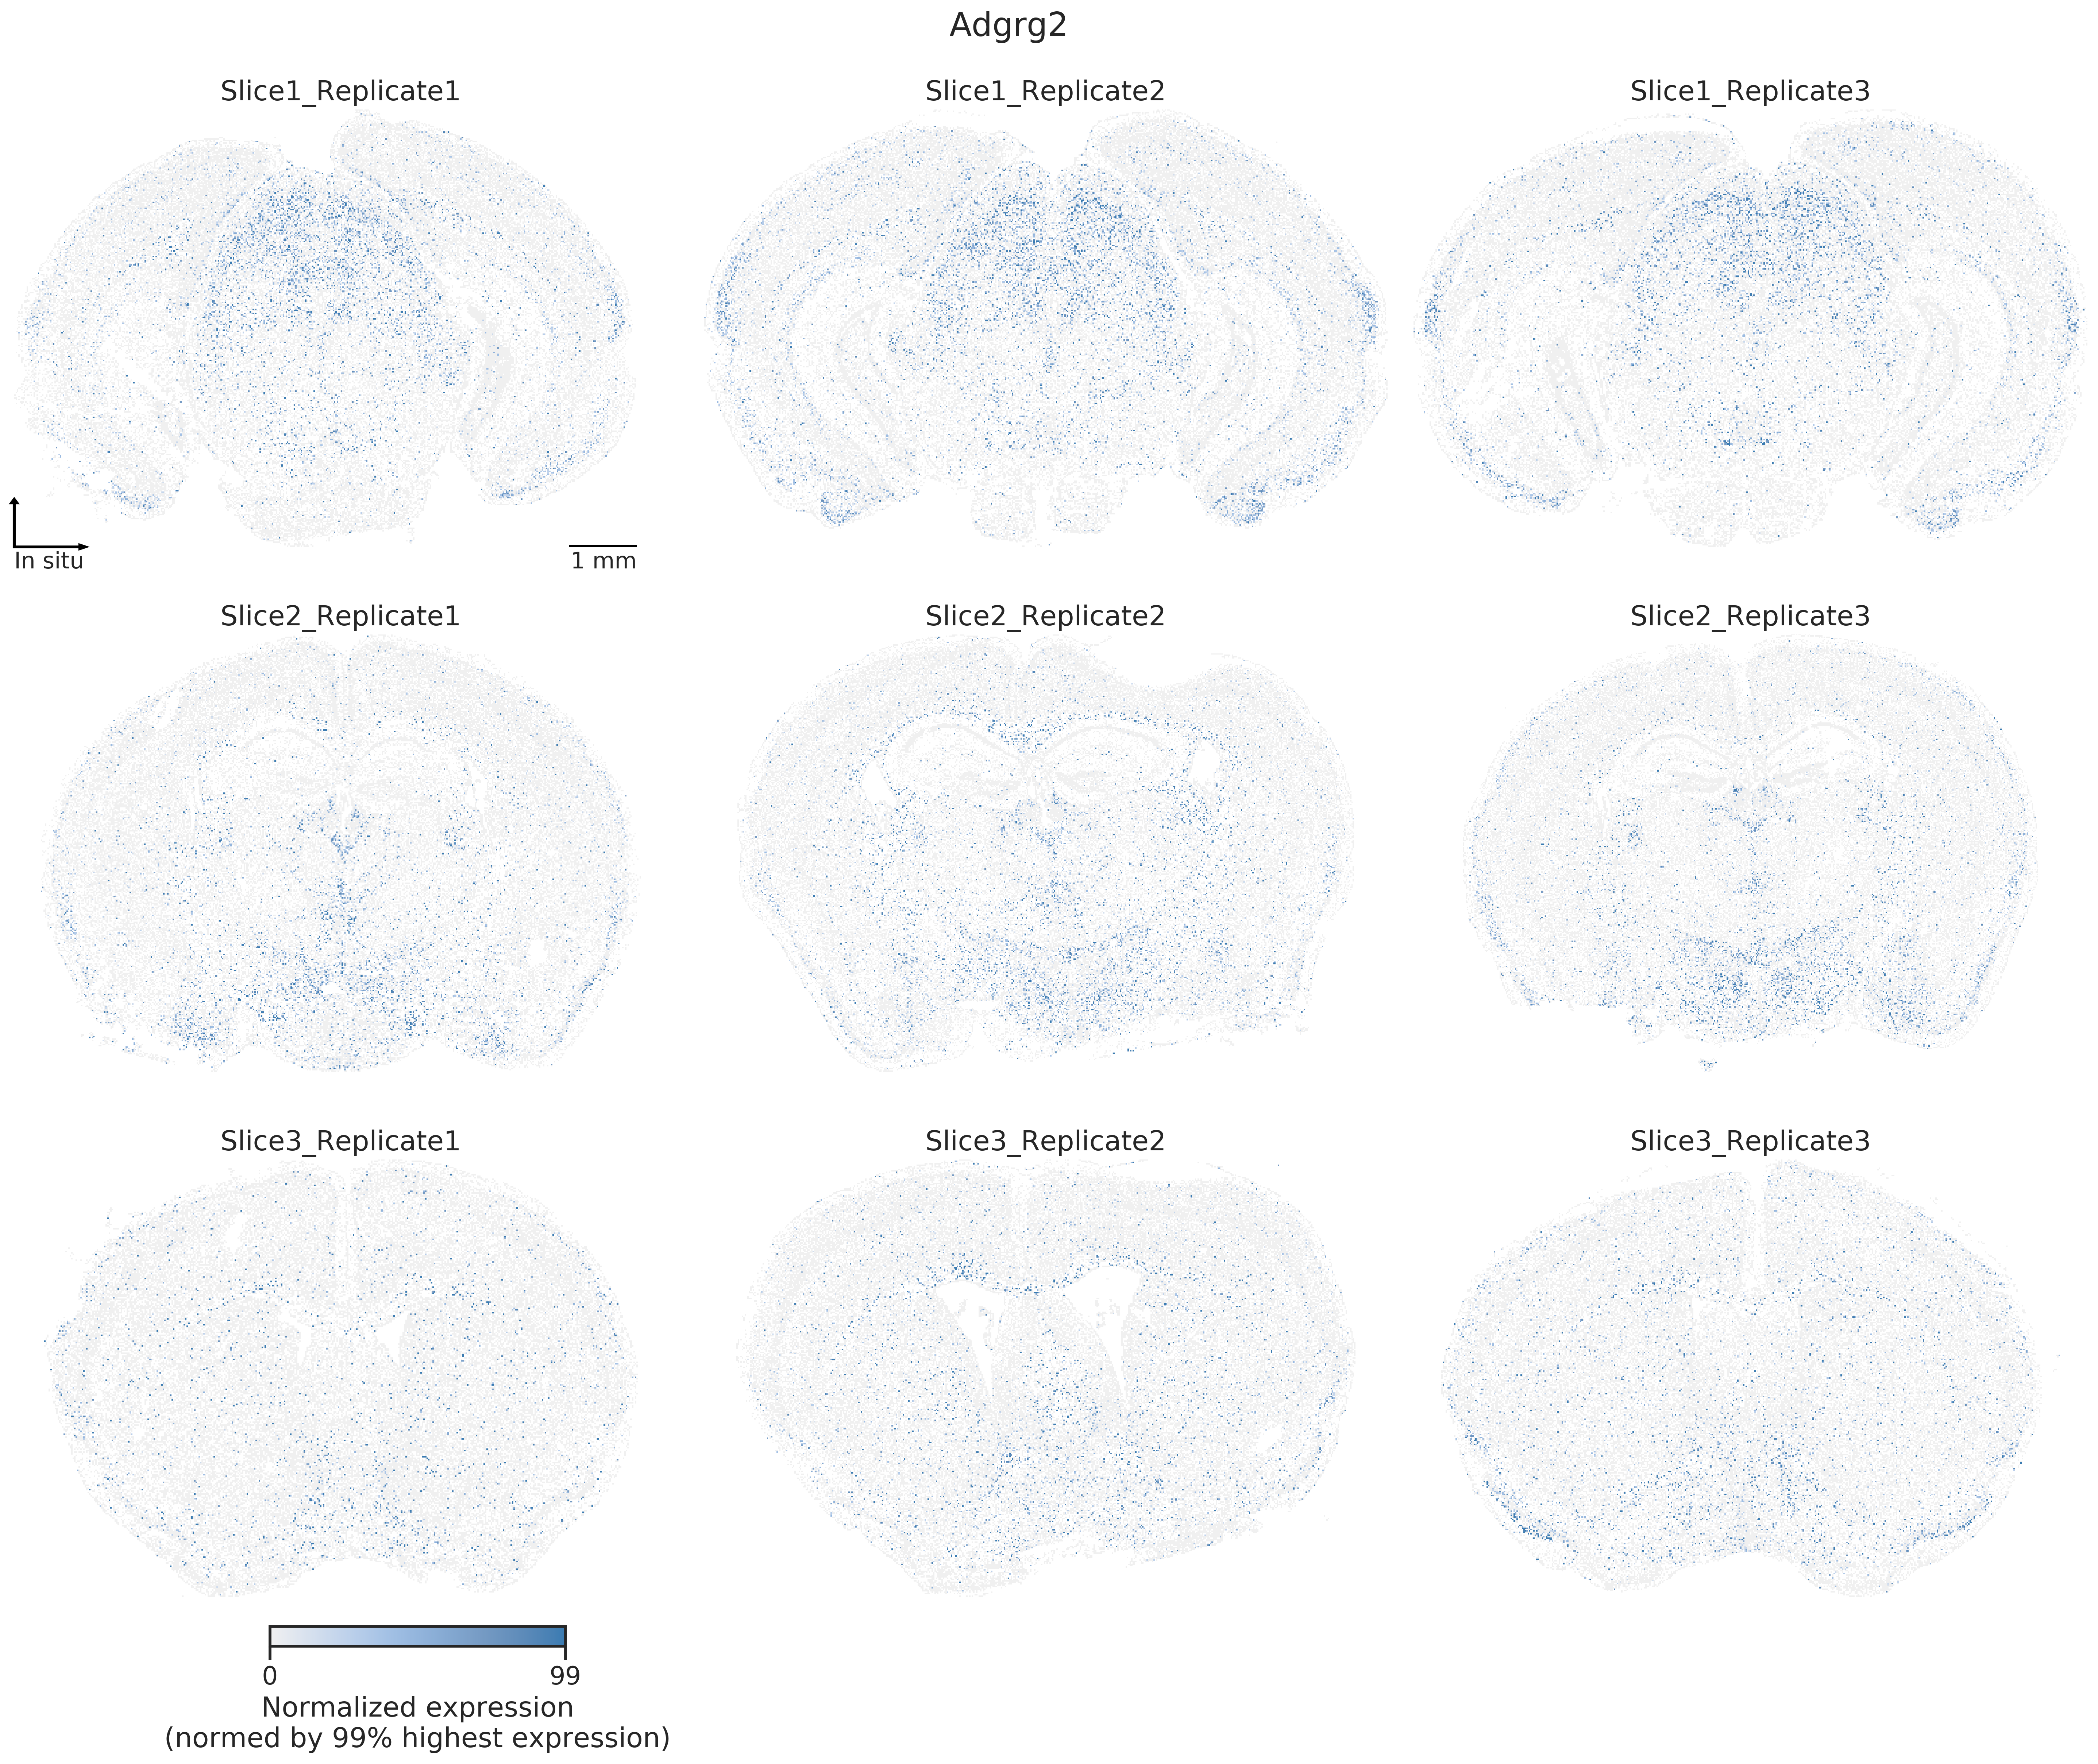 Adgrg2
Slice1_Replicate1
Slice1_Replicate2
Slice1_Replicate3
In situ
1 mm
Slice2_Replicate1
Slice2_Replicate2
Slice2_Replicate3
Slice3_Replicate1
Slice3_Replicate2
Slice3_Replicate3
0
99
Normalized expression
(normed by 99% highest expression)